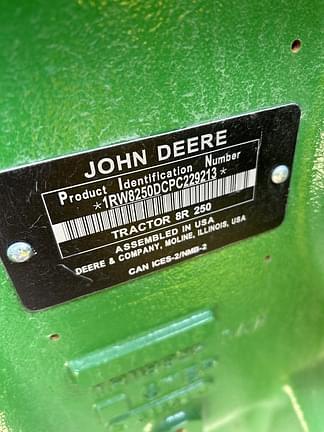 JOHN DEERE
Product Identification Number
*1RW8250DCPC229213*
TRACTOR 8R 250
ASSEMBLED IN USA
DEERE & COMPANY, MOLINE, ILLINOIS, USA
CAN ICES-2/NMB-2